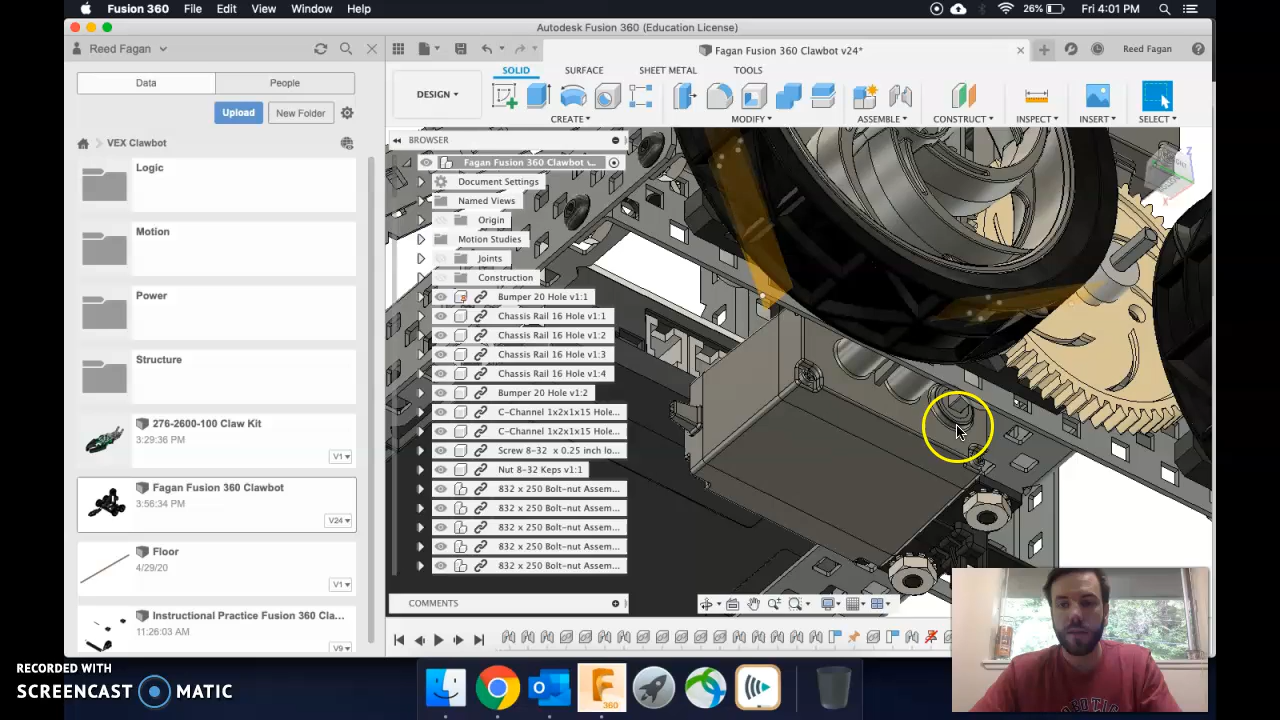 Fusion 360 File Edit View Window Help 26% Fri 4:01 PM
Autodesk Fusion 360 (Education License)
Reed Fagan
Fagan Fusion 360 Clawbot v24*
Reed Fagan
Data People
Upload New Folder
VEX Clawbot
Logic
Motion
Power
Structure
276-2600-100 Claw Kit
3:29:36 PM
V1
Fagan Fusion 360 Clawbot
3:56:34 PM
V24
Floor
4/29/20
V1
Instructional Practice Fusion 360 Cla...
11:26:03 AM
V9
SOLID SURFACE SHEET METAL TOOLS
DESIGN
CREATE MODIFY ASSEMBLE CONSTRUCT INSPECT INSERT SELECT
BROWSER
Fagan Fusion 360 Clawbot v...
Document Settings
Named Views
Origin
Motion Studies
Joints
Construction
Bumper 20 Hole v1:1
Chassis Rail 16 Hole v1:1
Chassis Rail 16 Hole v1:2
Chassis Rail 16 Hole v1:3
Chassis Rail 16 Hole v1:4
Bumper 20 Hole v1:2
C-Channel 1x2x1x15 Hole...
C-Channel 1x2x1x15 Hole...
Screw 8-32 x 0.25 inch lo...
Nut 8-32 Keps v1:1
832 x 250 Bolt-nut Assem...
832 x 250 Bolt-nut Assem...
832 x 250 Bolt-nut Assem...
832 x 250 Bolt-nut Assem...
832 x 250 Bolt-nut Assem...
COMMENTS
Z
RECORDED WITH
SCREENCAST MATIC
360